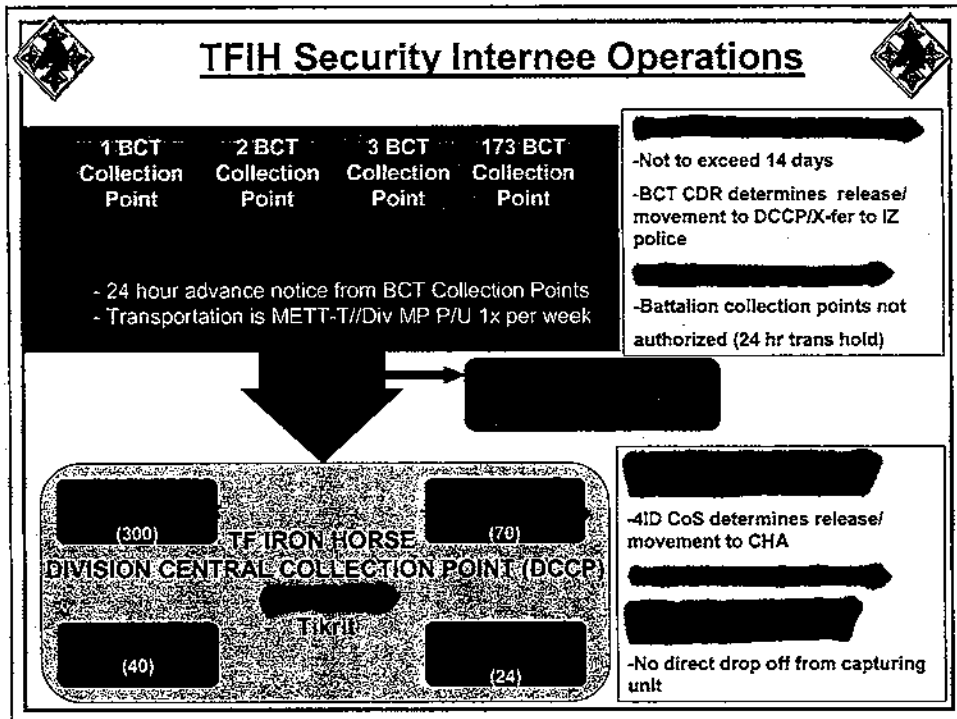 TFIH Security Internee Operations
1 BCT Collection Point
2 BCT Collection Point
3 BCT Collection Point
173 BCT Collection Point
- 24 hour advance notice from BCT Collection Points
- Transportation is METT-T//Div MP P/U 1x per week
-Not to exceed 14 days
-BCT CDR determines release/
movement to DCCP/X-fer to IZ
police
-Battalion collection points not
authorized (24 hr trans hold)
(300)
(70)
TF IRON HORSE
DIVISION CENTRAL COLLECTION POINT (DCCP)
Tikrit
(40)
(24)
-4ID CoS determines release/
movement to CHA
-No direct drop off from capturing
unit